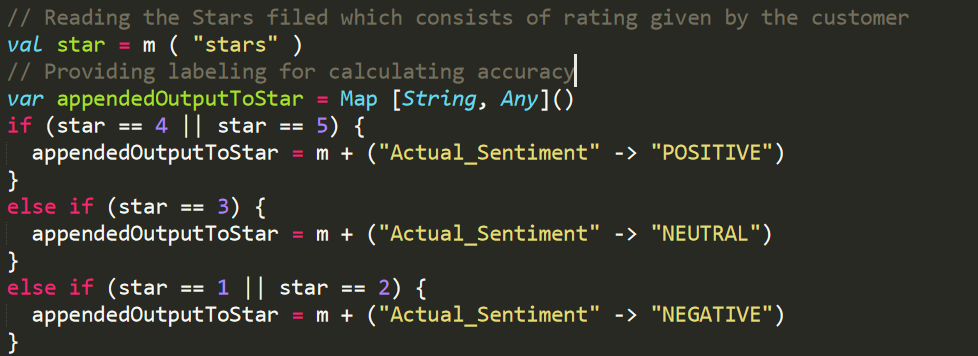 // Reading the Stars filed which consists of rating given by the customer
val star = m ( "stars" )
// Providing labeling for calculating accuracy
var appendedOutputToStar = Map [String, Any]()
if (star == 4 || star == 5) {
  appendedOutputToStar = m + ("Actual_Sentiment" -> "POSITIVE")
}
else if (star == 3) {
  appendedOutputToStar = m + ("Actual_Sentiment" -> "NEUTRAL")
}
else if (star == 1 || star == 2) {
  appendedOutputToStar = m + ("Actual_Sentiment" -> "NEGATIVE")
}